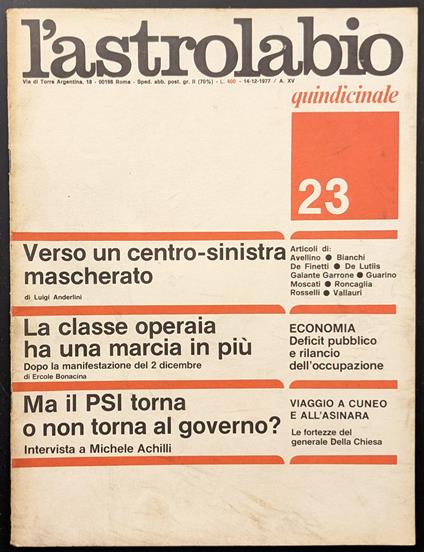 l'astrolabio
Via di Torre Argentina, 18 - 00186 Roma - Sped. abb. post. gr. II (70%) - L. 400 - 14-12-1977 / A. XV
quindicinale
23
Verso un centro-sinistra
mascherato
di Luigi Anderlini
Articoli di:
Avellino ● Bianchi
De Finetti ● De Lutiis
Galante Garrone ● Guarino
Moscati ● Roncaglia
Rosselli ● Vallauri
La classe operaia
ha una marcia in più
Dopo la manifestazione del 2 dicembre
di Ercole Bonacina
ECONOMIA
Deficit pubblico
e rilancio
dell'occupazione
Ma il PSI torna
o non torna al governo?
Intervista a Michele Achilli
VIAGGIO A CUNEO
E ALL'ASINARA
Le fortezze del
generale Della Chiesa